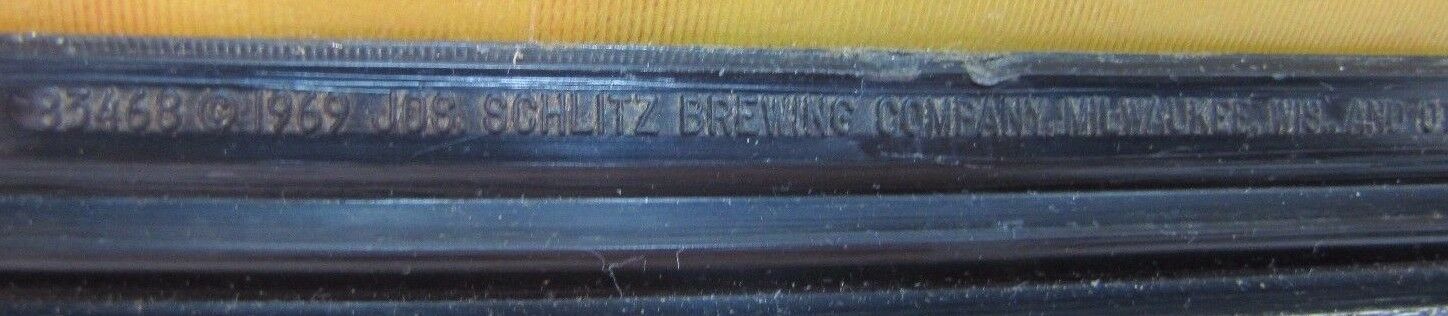 83468 © 1969 JOS. SCHLITZ BREWING COMPANY, MILWAUKEE, WIS. AND